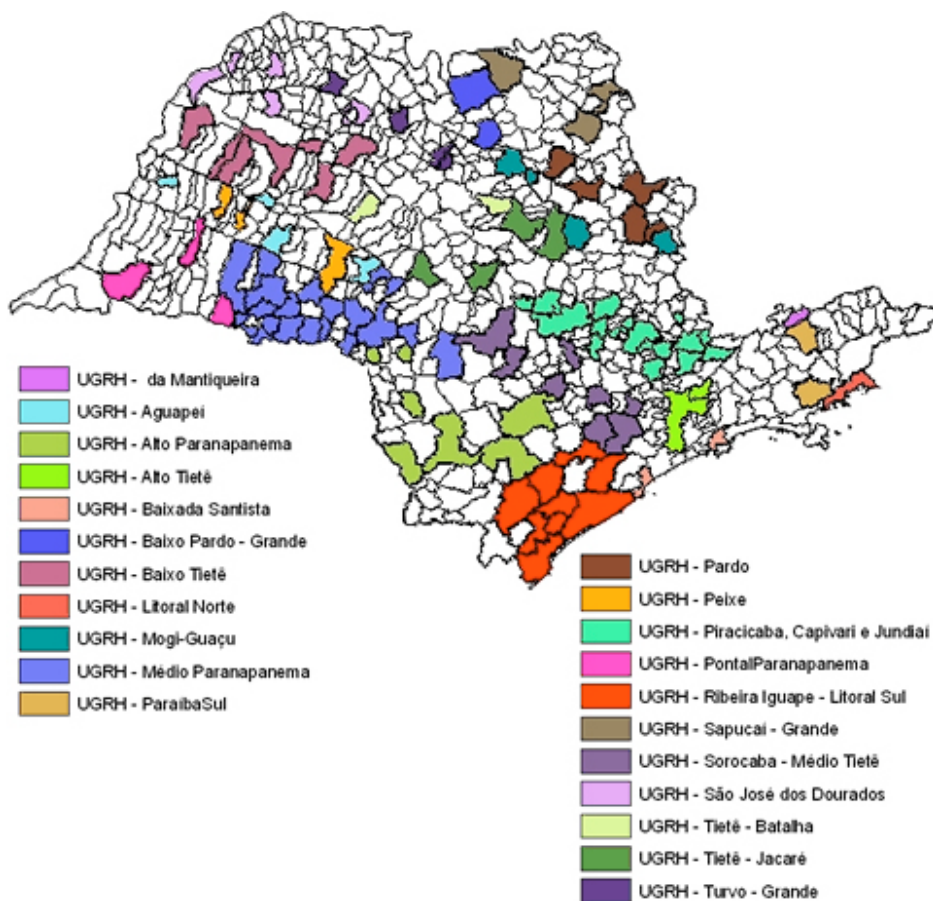 UGRH - da Mantiqueira
UGRH - Aguapeí
UGRH - Alto Paranapanema
UGRH - Alto Tietê
UGRH - Baixada Santista
UGRH - Baixo Pardo - Grande
UGRH - Baixo Tietê
UGRH - Litoral Norte
UGRH - Mogi-Guaçu
UGRH - Médio Paranapanema
UGRH - ParaíbaSul
UGRH - Pardo
UGRH - Peixe
UGRH - Piracicaba, Capivari e Jundiaí
UGRH - PontalParanapanema
UGRH - Ribeira Iguape - Litoral Sul
UGRH - Sapucaí - Grande
UGRH - Sorocaba - Médio Tietê
UGRH - São José dos Dourados
UGRH - Tietê - Batalha
UGRH - Tietê - Jacaré
UGRH - Turvo - Grande